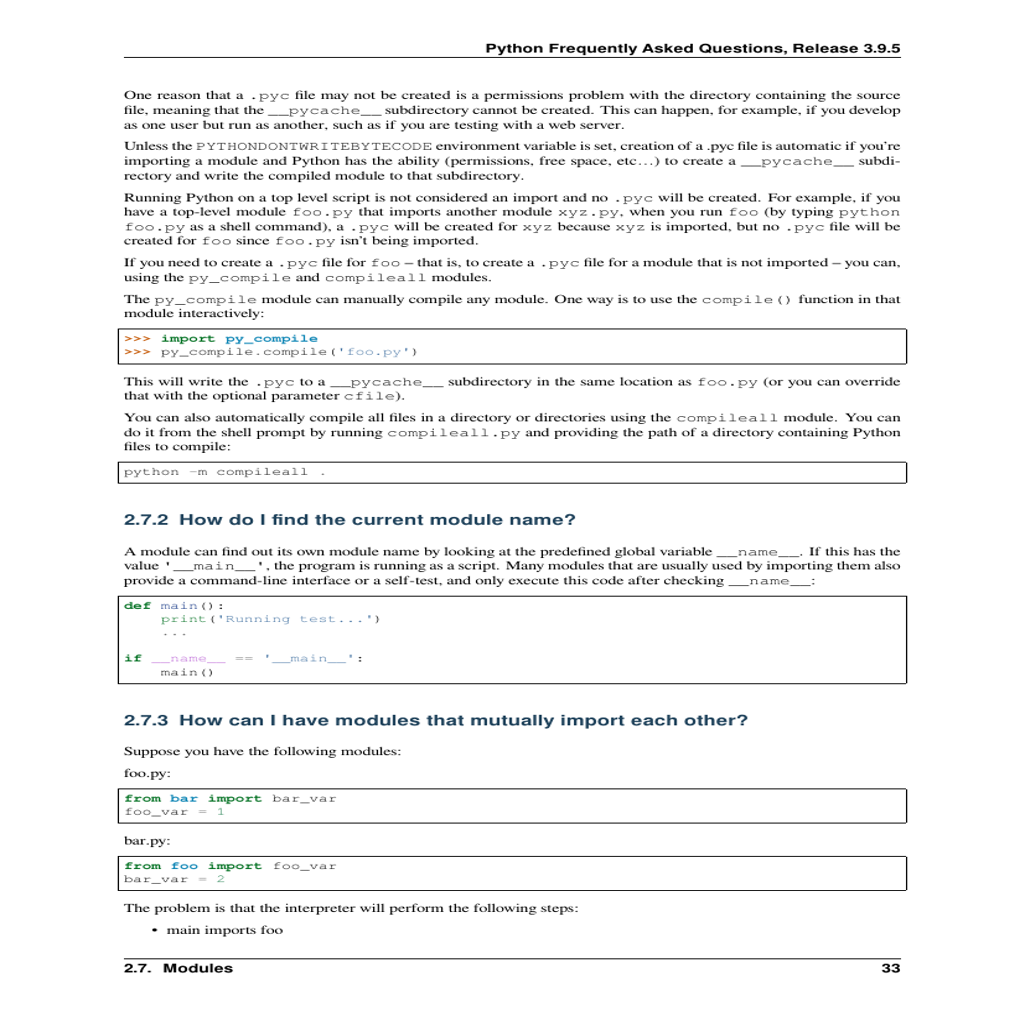 Python Frequently Asked Questions, Release 3.9.5
One reason that a .pyc file may not be created is a permissions problem with the directory containing the source
file, meaning that the __pycache__ subdirectory cannot be created. This can happen, for example, if you develop
as one user but run as another, such as if you are testing with a web server.
Unless the PYTHONDONTWRITEBYTECODE environment variable is set, creation of a .pyc file is automatic if you're
importing a module and Python has the ability (permissions, free space, etc…) to create a __pycache__ subdi-
rectory and write the compiled module to that subdirectory.
Running Python on a top level script is not considered an import and no .pyc will be created. For example, if you
have a top-level module foo.py that imports another module xyz.py, when you run foo (by typing python
foo.py as a shell command), a .pyc will be created for xyz because xyz is imported, but no .pyc file will be
created for foo since foo.py isn't being imported.
If you need to create a .pyc file for foo – that is, to create a .pyc file for a module that is not imported – you can,
using the py_compile and compileall modules.
The py_compile module can manually compile any module. One way is to use the compile() function in that
module interactively:
>>> import py_compile
>>> py_compile.compile('foo.py')
This will write the .pyc to a __pycache__ subdirectory in the same location as foo.py (or you can override
that with the optional parameter cfile).
You can also automatically compile all files in a directory or directories using the compileall module. You can
do it from the shell prompt by running compileall.py and providing the path of a directory containing Python
files to compile:
python -m compileall .
2.7.2 How do I find the current module name?
A module can find out its own module name by looking at the predefined global variable __name__. If this has the
value '__main__', the program is running as a script. Many modules that are usually used by importing them also
provide a command-line interface or a self-test, and only execute this code after checking __name__:
def main():
    print('Running test...')
    ...
if __name__ == '__main__':
    main()
2.7.3 How can I have modules that mutually import each other?
Suppose you have the following modules:
foo.py:
from bar import bar_var
foo_var = 1
bar.py:
from foo import foo_var
bar_var = 2
The problem is that the interpreter will perform the following steps:
• main imports foo
2.7. Modules 33